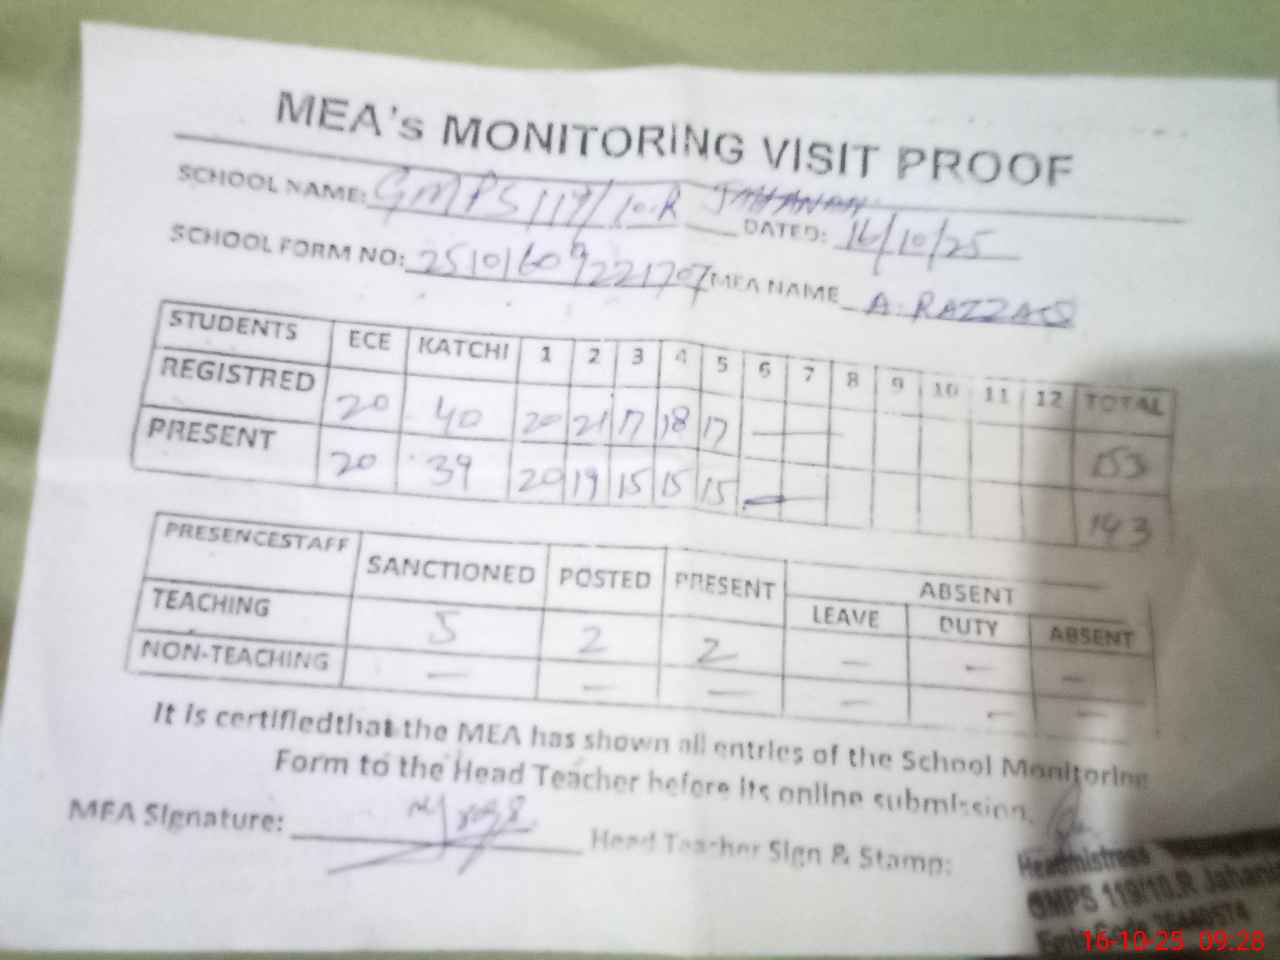 MEA's MONITORING VISIT PROOF
SCHOOL NAME: GMPS 119/10.R JAHANAN DATED: 16/10/25
SCHOOL FORM NO: 251016092221707 MEA NAME A. RAZZAQ
STUDENTS ECE KATCHI 1 2 3 4 5 6 7 8 9 10 11 12 TOTAL
REGISTRED 20 40 20 21 17 18 17 — 153
PRESENT 20 39 20 19 15 15 15 — 143
PRESENCESTAFF SANCTIONED POSTED PRESENT ABSENT
LEAVE DUTY ABSENT
TEACHING 5 2 2 — — —
NON-TEACHING — — — — — —
It is certifiedthat the MEA has shown all entries of the School Monitoring
Form to the Head Teacher before its online submission.
MEA Signature: Head Teacher Sign & Stamp:
Headmistress
GMPS 119/10.R Jahania
16-10-25 09:28